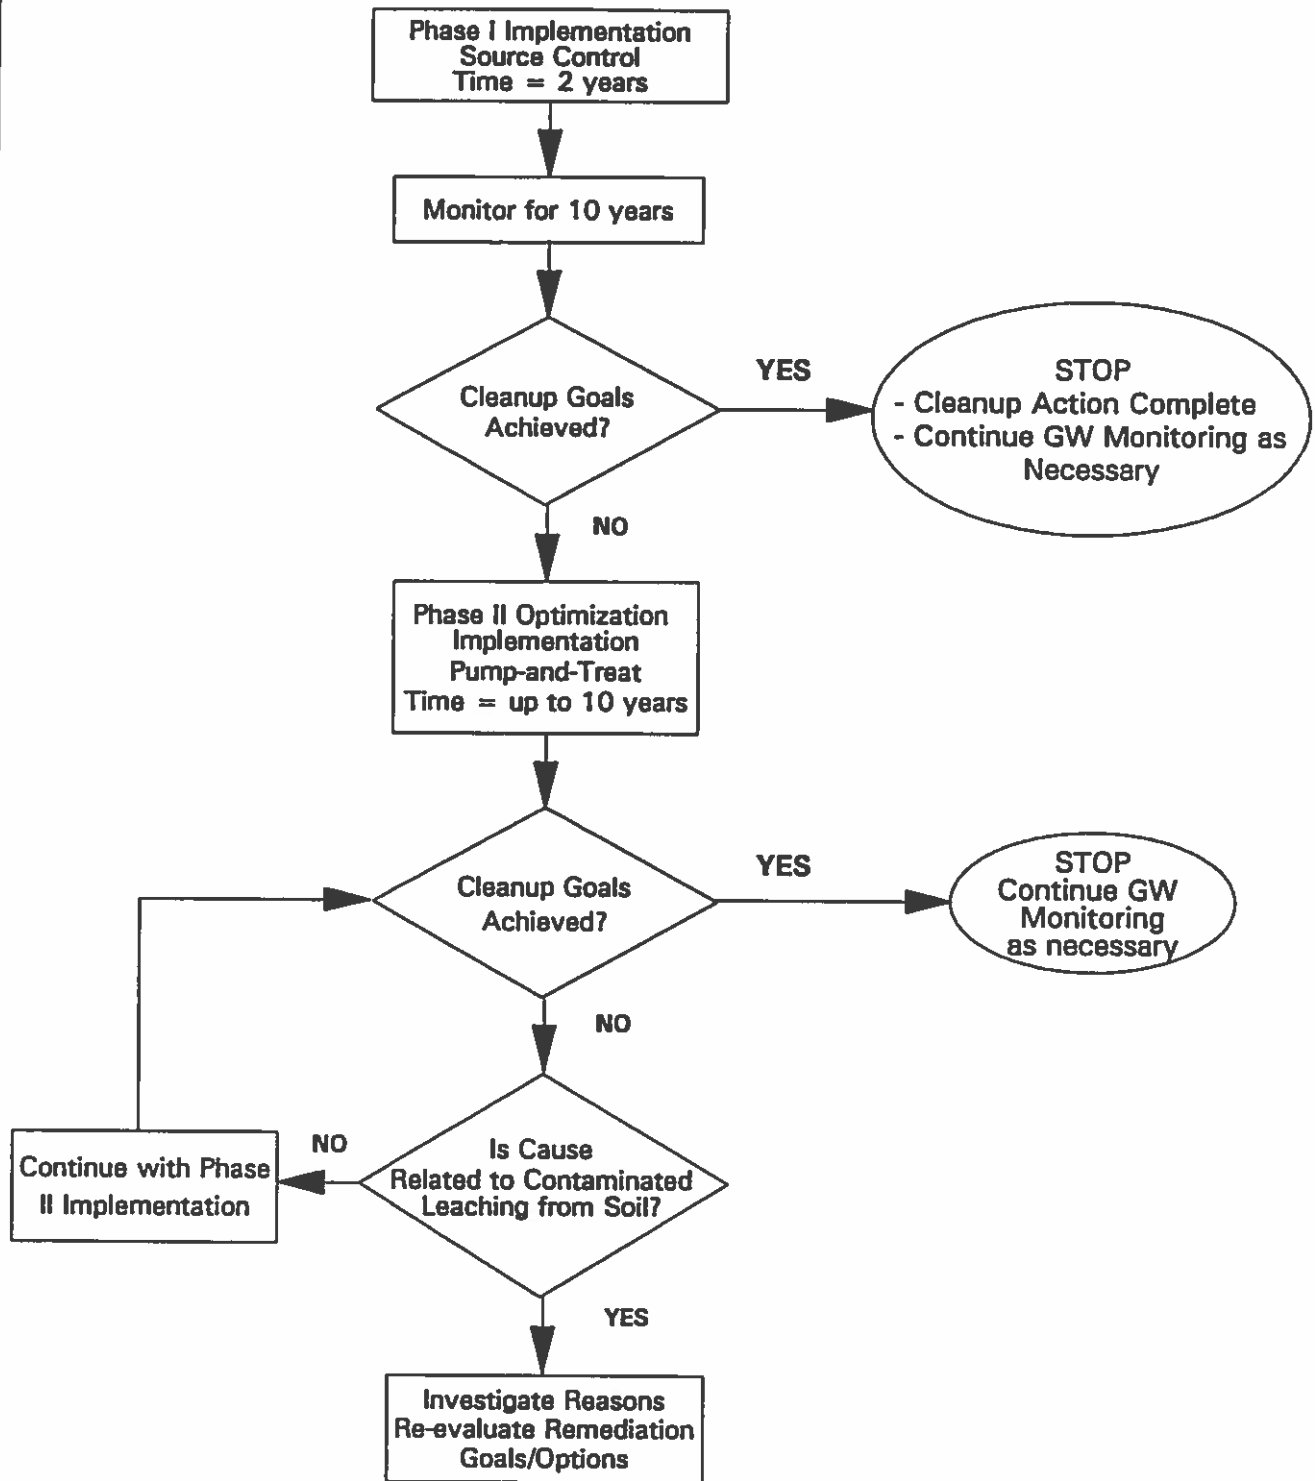 Phase I Implementation
Source Control
Time = 2 years
Monitor for 10 years
Cleanup Goals
Achieved?
YES
STOP
- Cleanup Action Complete
- Continue GW Monitoring as
Necessary
NO
Phase II Optimization
Implementation
Pump-and-Treat
Time = up to 10 years
Cleanup Goals
Achieved?
YES
STOP
Continue GW
Monitoring
as necessary
NO
Is Cause
Related to Contaminated
Leaching from Soil?
NO
Continue with Phase
II Implementation
YES
Investigate Reasons
Re-evaluate Remediation
Goals/Options